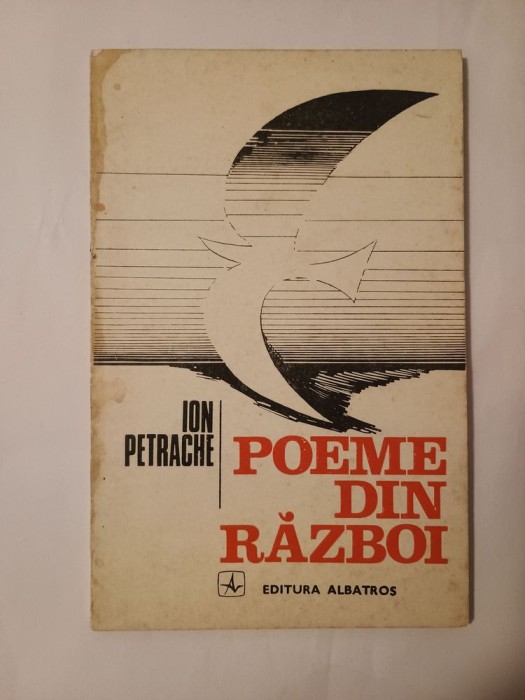 ION
PETRACHE
POEME
DIN
RĂZBOI
EDITURA ALBATROS